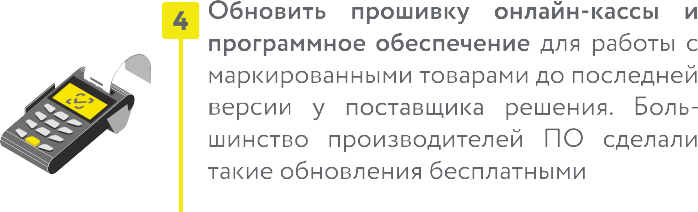 4
Обновить прошивку онлайн-кассы и
программное обеспечение для работы с
маркированными товарами до последней
версии у поставщика решения. Боль-
шинство производителей ПО сделали
такие обновления бесплатными